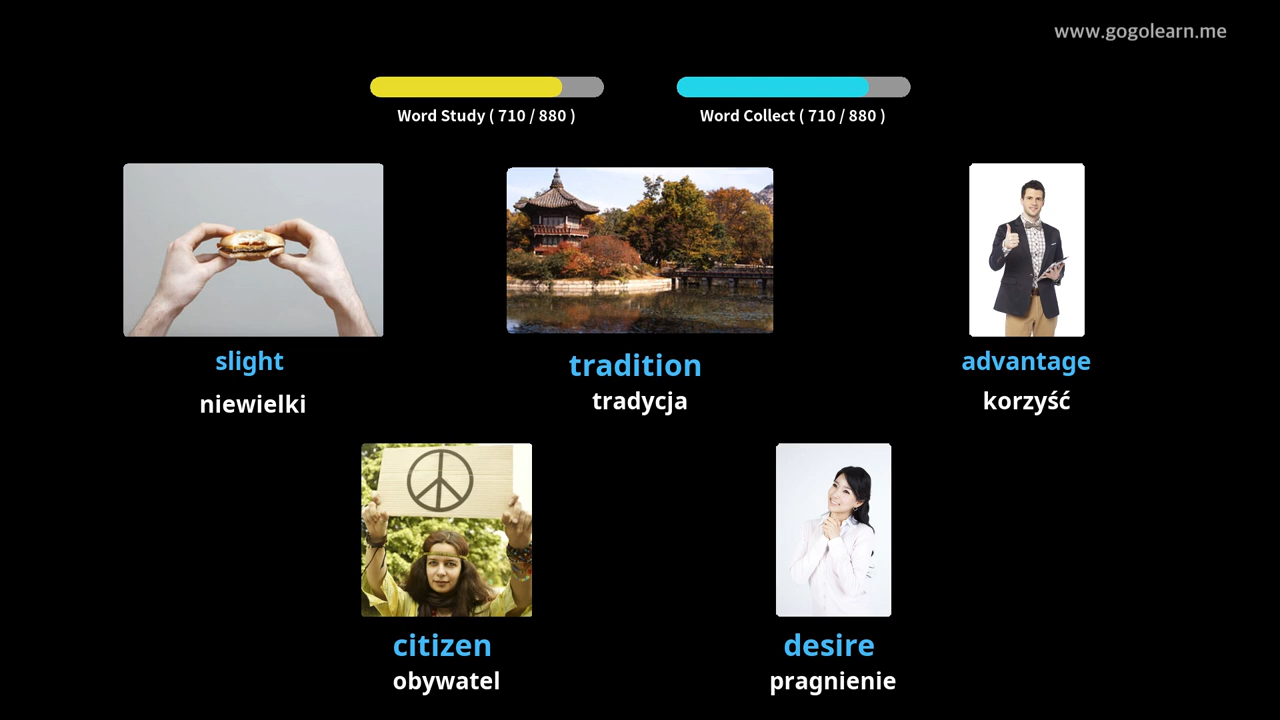 www.gogolearn.me
Word Study ( 710 / 880 )
Word Collect ( 710 / 880 )
slight
niewielki
tradition
tradycja
advantage
korzyść
citizen
obywatel
desire
pragnienie